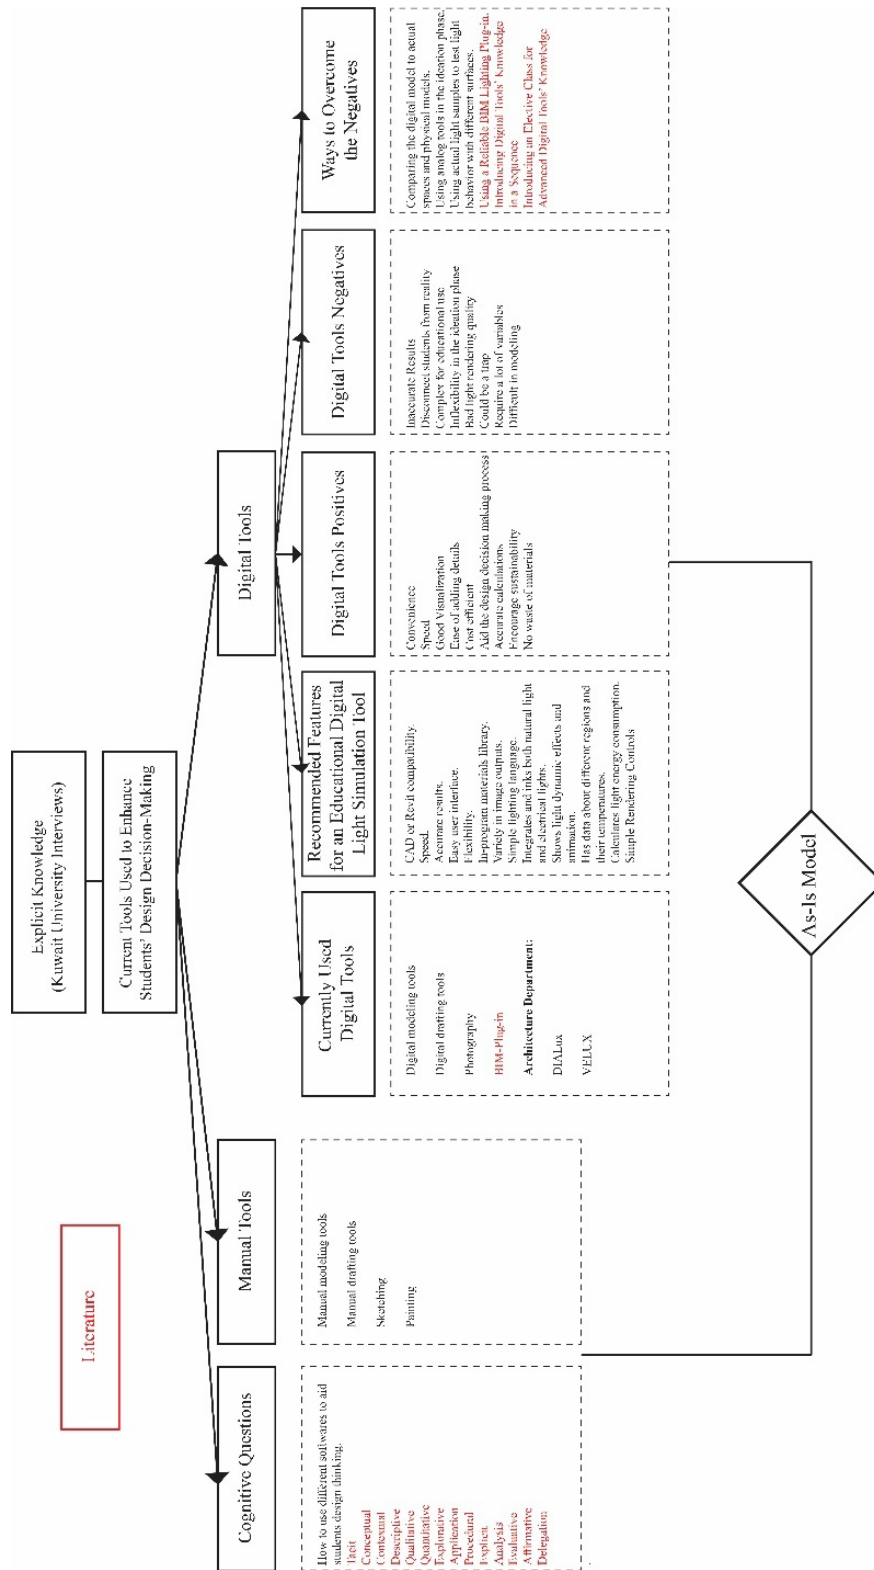 Literature
Explicit Knowledge
(Kuwait University Interviews)
Current Tools Used to Enhance
Students' Design Decision-Making
Cognitive Questions
Manual Tools
Digital Tools
How to use different softwares to aid
students design thinking.
Tacit
Conceptual
Contextual
Descriptive
Qualitative
Quantitative
Explorative
Application
Procedural
Explicit
Analysis
Evaluative
Affirmative
Delegation
Manual modeling tools
Manual drafting tools
Sketching
Painting
Currently Used
Digital Tools
Digital modeling tools
Digital drafting tools
Photography
BIM-Plug-in
Architecture Department:
DIALux
VELUX
Recommended Features
for an Educational Digital
Light Simulation Tool
CAD or Revit compatibility.
Speed.
Accurate results.
Easy user interface.
Flexibility.
In-program materials library.
Variety in image outputs.
Simple lighting language.
Integrates and inks both natural light
and electrical lights.
Shows light dynamic effects and
animation.
Has data about different regions and
their temperatures.
Calculates light energy consumption.
Simple Rendering Controls
Digital Tools Positives
Convenience
Speed
Good Visualization
Ease of adding details
Cost efficient
Aid the design decision making process
Accurate calculations
Encourage sustainability
No waste of materials
Digital Tools Negatives
Inaccurate Results
Disconnect students from reality
Complex for educational use
Inflexibility in the ideation phase
Bad light rendering quality
Could be a trap
Require a lot of variables
Difficult in modeling
Ways to Overcome
the Negatives
Comparing the digital model to actual
spaces and physical models.
Using analog tools in the ideation phase.
Using actual light samples to test light
behavior with different surfaces.
Using a Reliable BIM Lighting Plug-in.
Introducing Digital Tools' Knowledge
in a Sequence
Introducing an Elective Class for
Advanced Digital Tools' Knowledge
As-Is Model